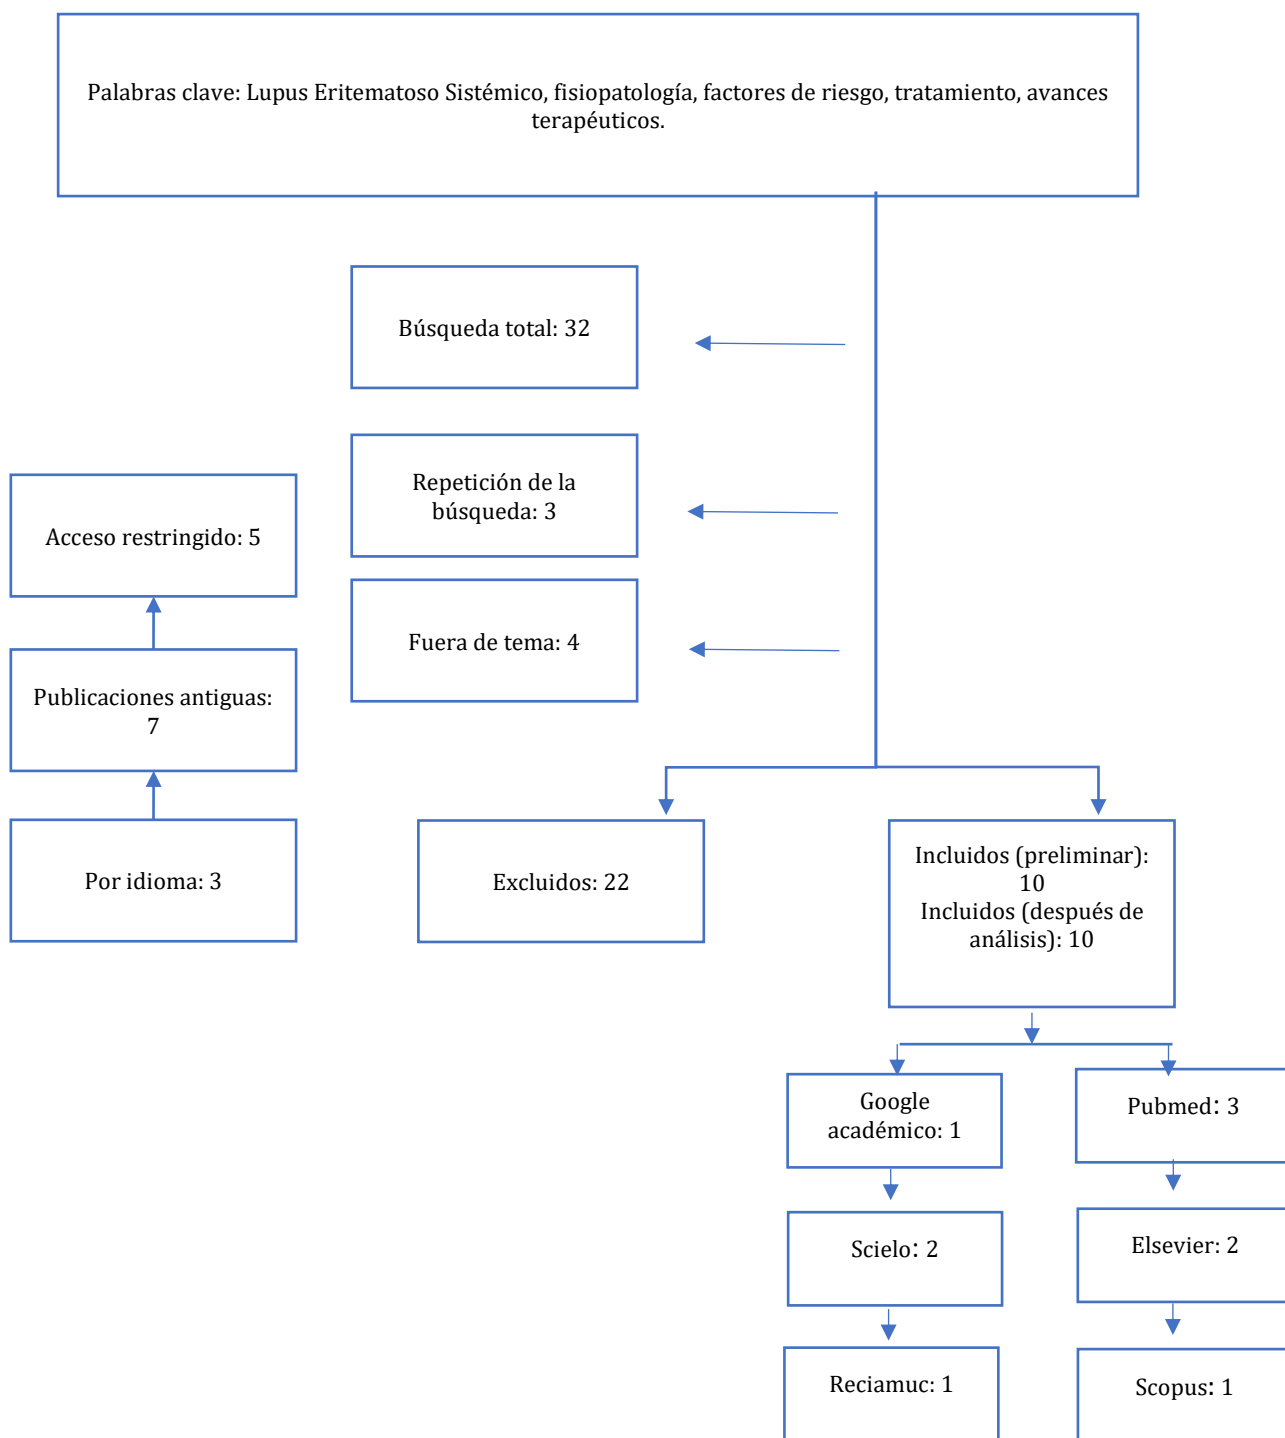 Palabras clave: Lupus Eritematoso Sistémico, fisiopatología, factores de riesgo, tratamiento, avances
terapéuticos.
Búsqueda total: 32
Repetición de la
búsqueda: 3
Acceso restringido: 5
Fuera de tema: 4
Publicaciones antiguas:
7
Por idioma: 3
Excluidos: 22
Incluidos (preliminar):
10
Incluidos (después de
análisis): 10
Google
académico: 1
Pubmed: 3
Scielo: 2
Elsevier: 2
Reciamuc: 1
Scopus: 1